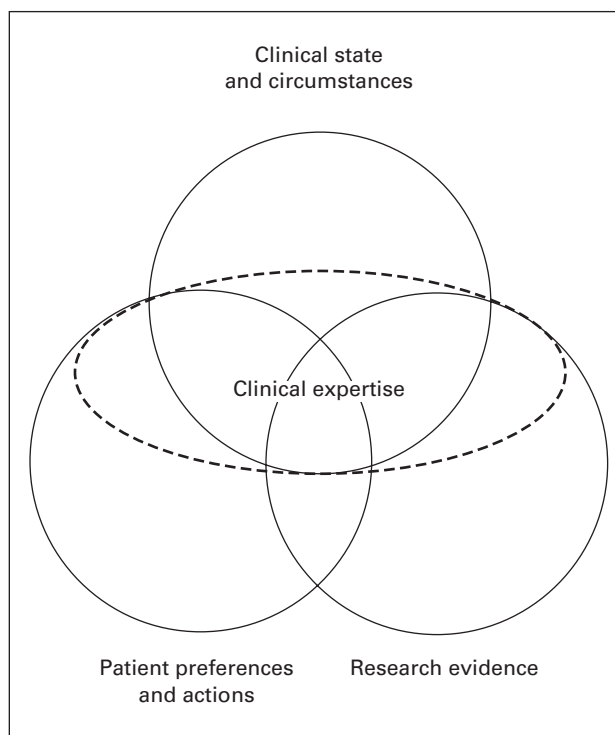 Clinical state
and circumstances
Clinical expertise
Patient preferences
and actions
Research evidence